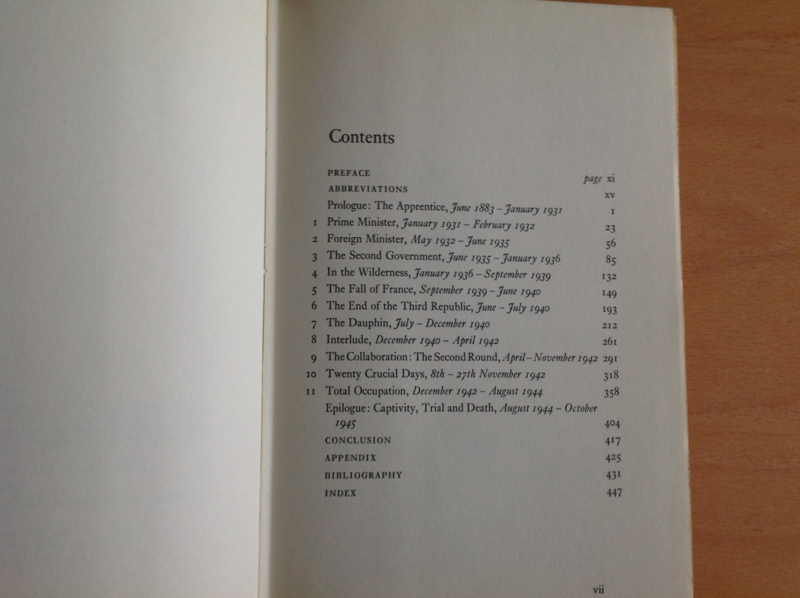 Contents
PREFACE page xi
ABBREVIATIONS xv
Prologue: The Apprentice, June 1883 – January 1931 1
1 Prime Minister, January 1931 – February 1932 23
2 Foreign Minister, May 1932 – June 1935 56
3 The Second Government, June 1935 – January 1936 85
4 In the Wilderness, January 1936 – September 1939 132
5 The Fall of France, September 1939 – June 1940 149
6 The End of the Third Republic, June – July 1940 193
7 The Dauphin, July – December 1940 212
8 Interlude, December 1940 – April 1942 261
9 The Collaboration: The Second Round, April – November 1942 291
10 Twenty Crucial Days, 8th – 27th November 1942 318
11 Total Occupation, December 1942 – August 1944 358
Epilogue: Captivity, Trial and Death, August 1944 – October
1945 404
CONCLUSION 417
APPENDIX 425
BIBLIOGRAPHY 431
INDEX 447
vii